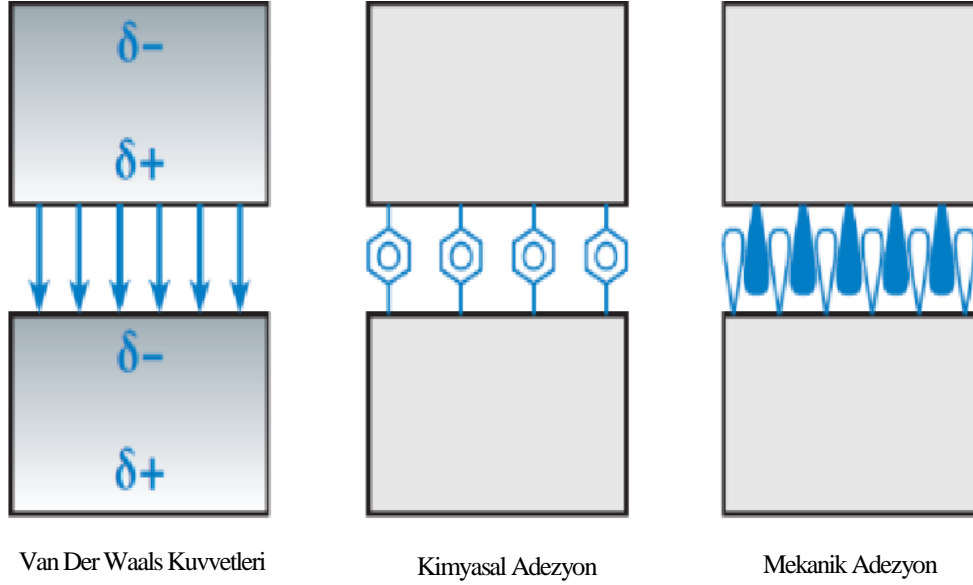 δ−
δ+
δ−
δ+
Van Der Waals Kuvvetleri
Kimyasal Adezyon
Mekanik Adezyon